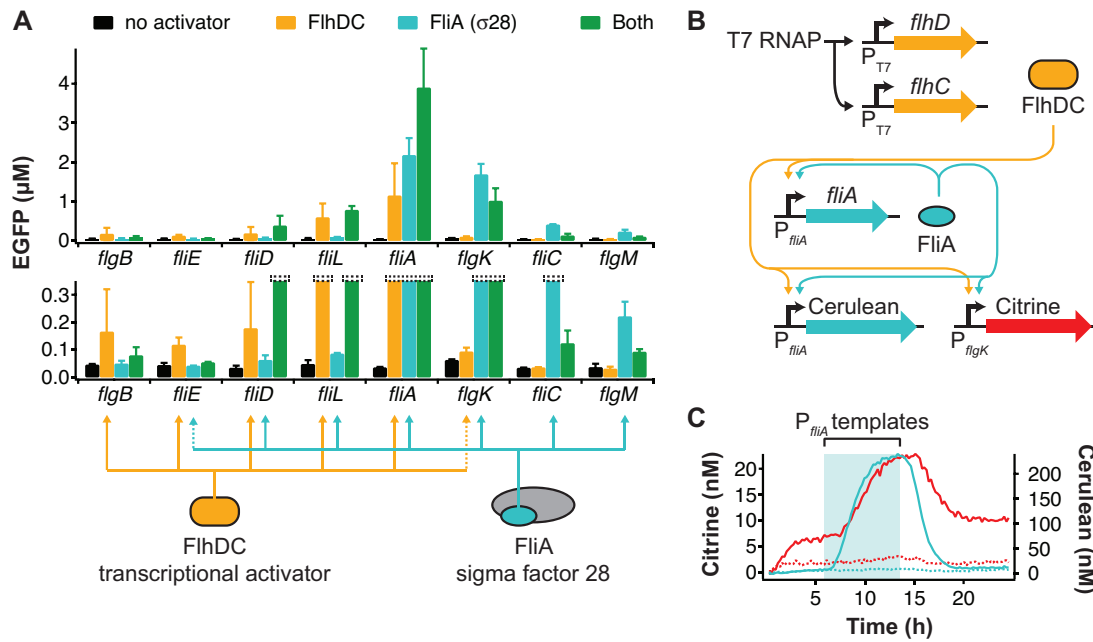 A
no activator
FlhDC
FliA (σ28)
Both
EGFP (µM)
4
3
2
1
0
flgB
fliE
fliD
fliL
fliA
flgK
fliC
flgM
0.3
0.2
0.1
0.0
flgB
fliE
fliD
fliL
fliA
flgK
fliC
flgM
FlhDC
transcriptional activator
FliA
sigma factor 28
B
T7 RNAP
flhD
PT7
flhC
PT7
FlhDC
fliA
PfliA
FliA
Cerulean
PfliA
Citrine
PflgK
C
PfliA templates
Citrine (nM)
20
15
10
5
0
Cerulean (nM)
200
150
100
50
0
5
10
15
20
Time (h)